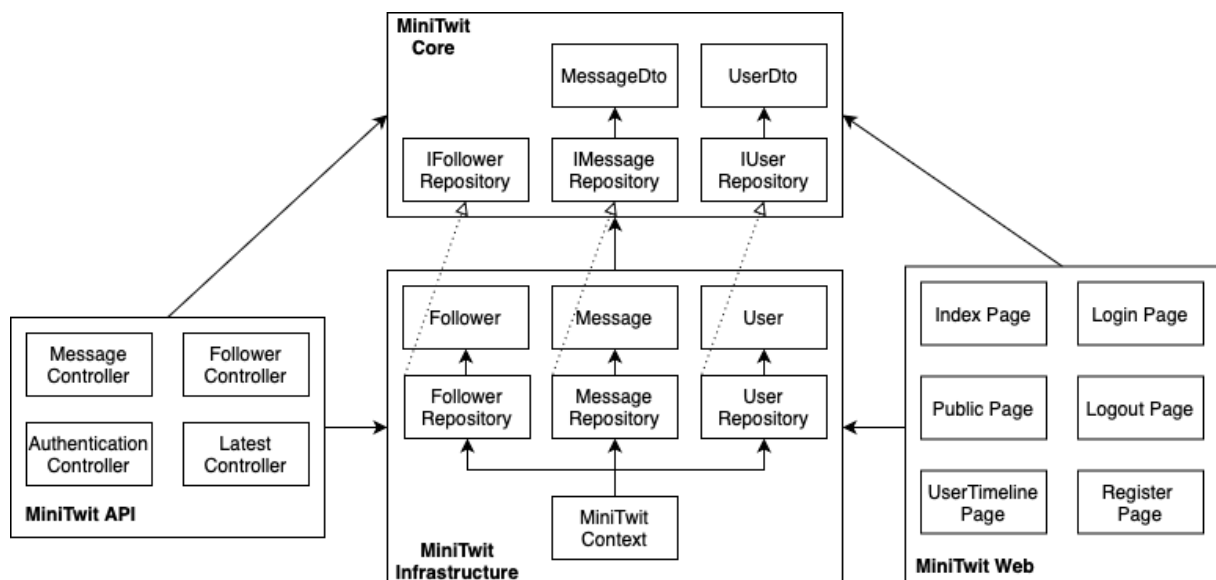 MiniTwit
Core
MessageDto
UserDto
IFollower
Repository
IMessage
Repository
IUser
Repository
Follower
Message
User
Follower
Repository
Message
Repository
User
Repository
MiniTwit
Context
MiniTwit
Infrastructure
Message
Controller
Follower
Controller
Authentication
Controller
Latest
Controller
MiniTwit API
Index Page
Login Page
Public Page
Logout Page
UserTimeline
Page
Register
Page
MiniTwit Web